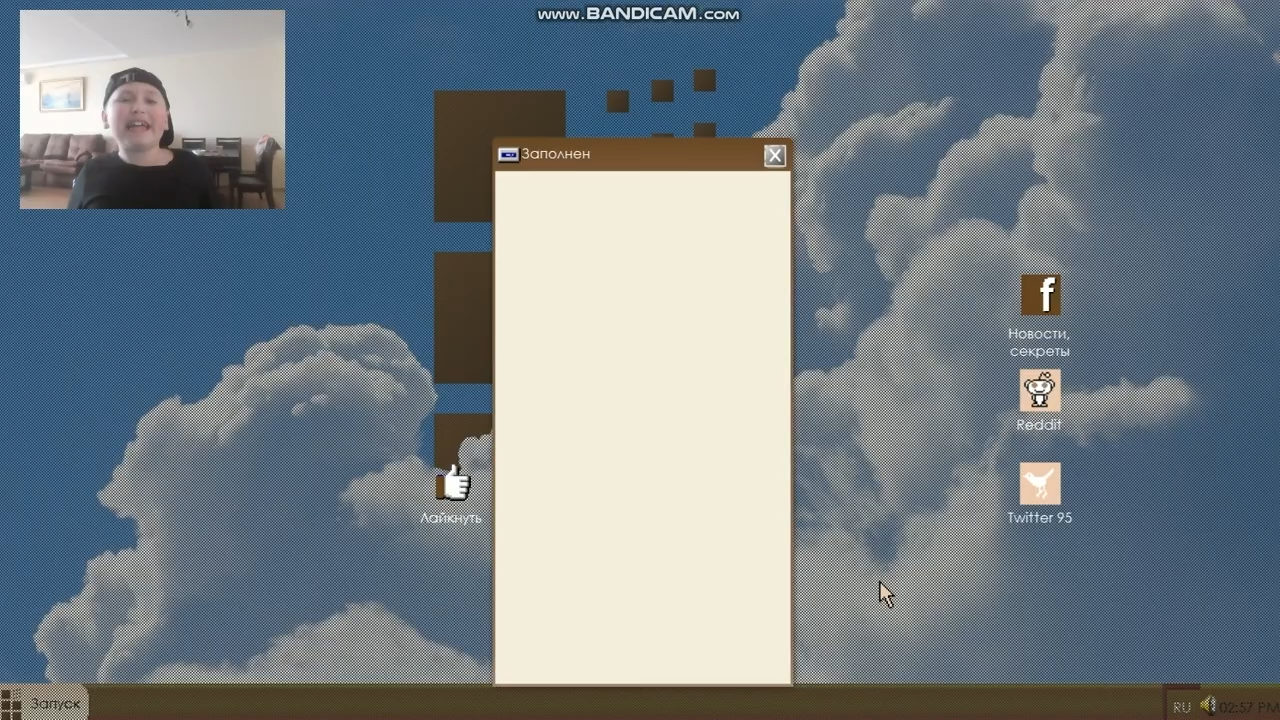 www.BANDICAM.com
Заполнен
Новости,
секреты
Reddit
Лайкнуть
Twitter 95
Запуск
RU
02:57 PM